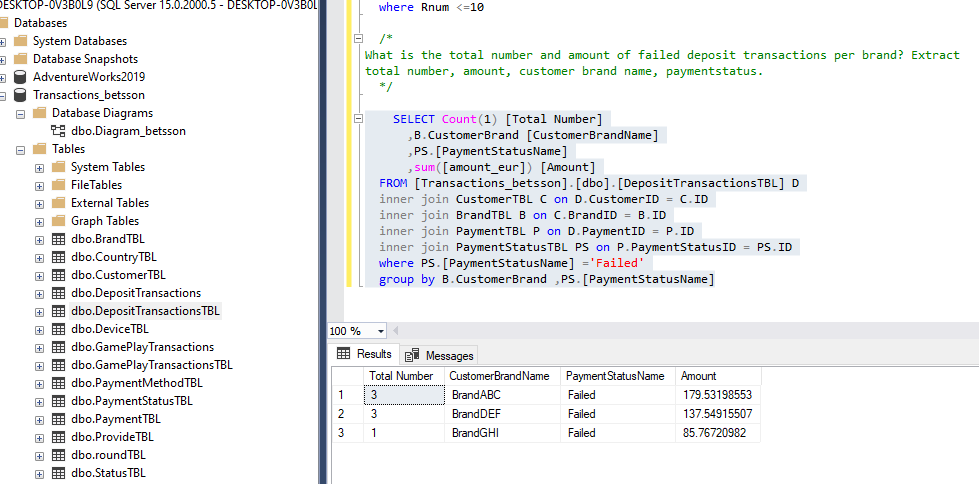 DESKTOP-0V3B0L9 (SQL Server 15.0.2000.5 - DESKTOP-0V3B0L
Databases
System Databases
Database Snapshots
AdventureWorks2019
Transactions_betsson
Database Diagrams
dbo.Diagram_betsson
Tables
System Tables
FileTables
External Tables
Graph Tables
dbo.BrandTBL
dbo.CountryTBL
dbo.CustomerTBL
dbo.DepositTransactions
dbo.DepositTransactionsTBL
dbo.DeviceTBL
dbo.GamePlayTransactions
dbo.GamePlayTransactionsTBL
dbo.PaymentMethodTBL
dbo.PaymentStatusTBL
dbo.PaymentTBL
dbo.ProvideTBL
dbo.roundTBL
dbo.StatusTBL
where Rnum <=10
/*
What is the total number and amount of failed deposit transactions per brand? Extract
total number, amount, customer brand name, paymentstatus.
*/
SELECT Count(1) [Total Number]
,B.CustomerBrand [CustomerBrandName]
,PS.[PaymentStatusName]
,sum([amount_eur]) [Amount]
FROM [Transactions_betsson].[dbo].[DepositTransactionsTBL] D
inner join CustomerTBL C on D.CustomerID = C.ID
inner join BrandTBL B on C.BrandID = B.ID
inner join PaymentTBL P on D.PaymentID = P.ID
inner join PaymentStatusTBL PS on P.PaymentStatusID = PS.ID
where PS.[PaymentStatusName] ='Failed'
group by B.CustomerBrand ,PS.[PaymentStatusName]
100 %
Results Messages
Total Number CustomerBrandName PaymentStatusName Amount
1 3 BrandABC Failed 179.53198553
2 3 BrandDEF Failed 137.54915507
3 1 BrandGHI Failed 85.76720982